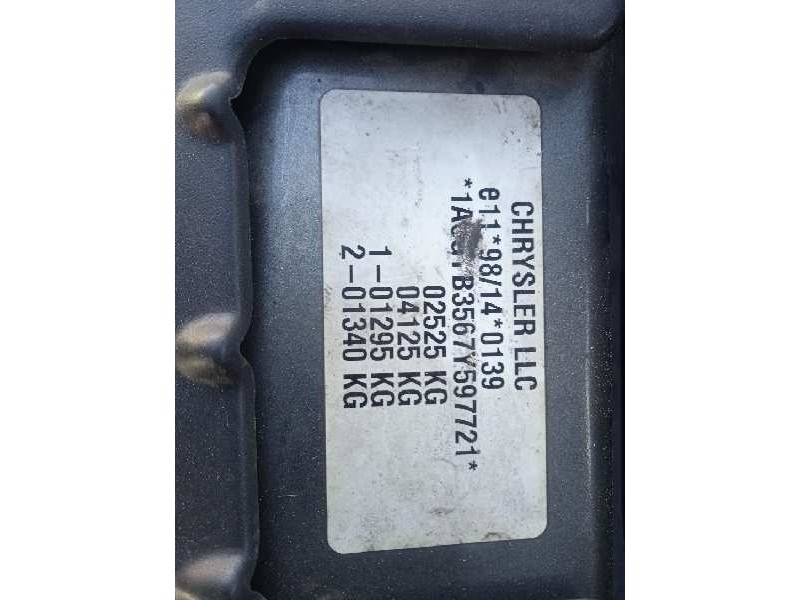 CHRYSLER LLC
e11*98/14*0139
02525 KG
04125 KG
1-01295 KG
2-01340 KG